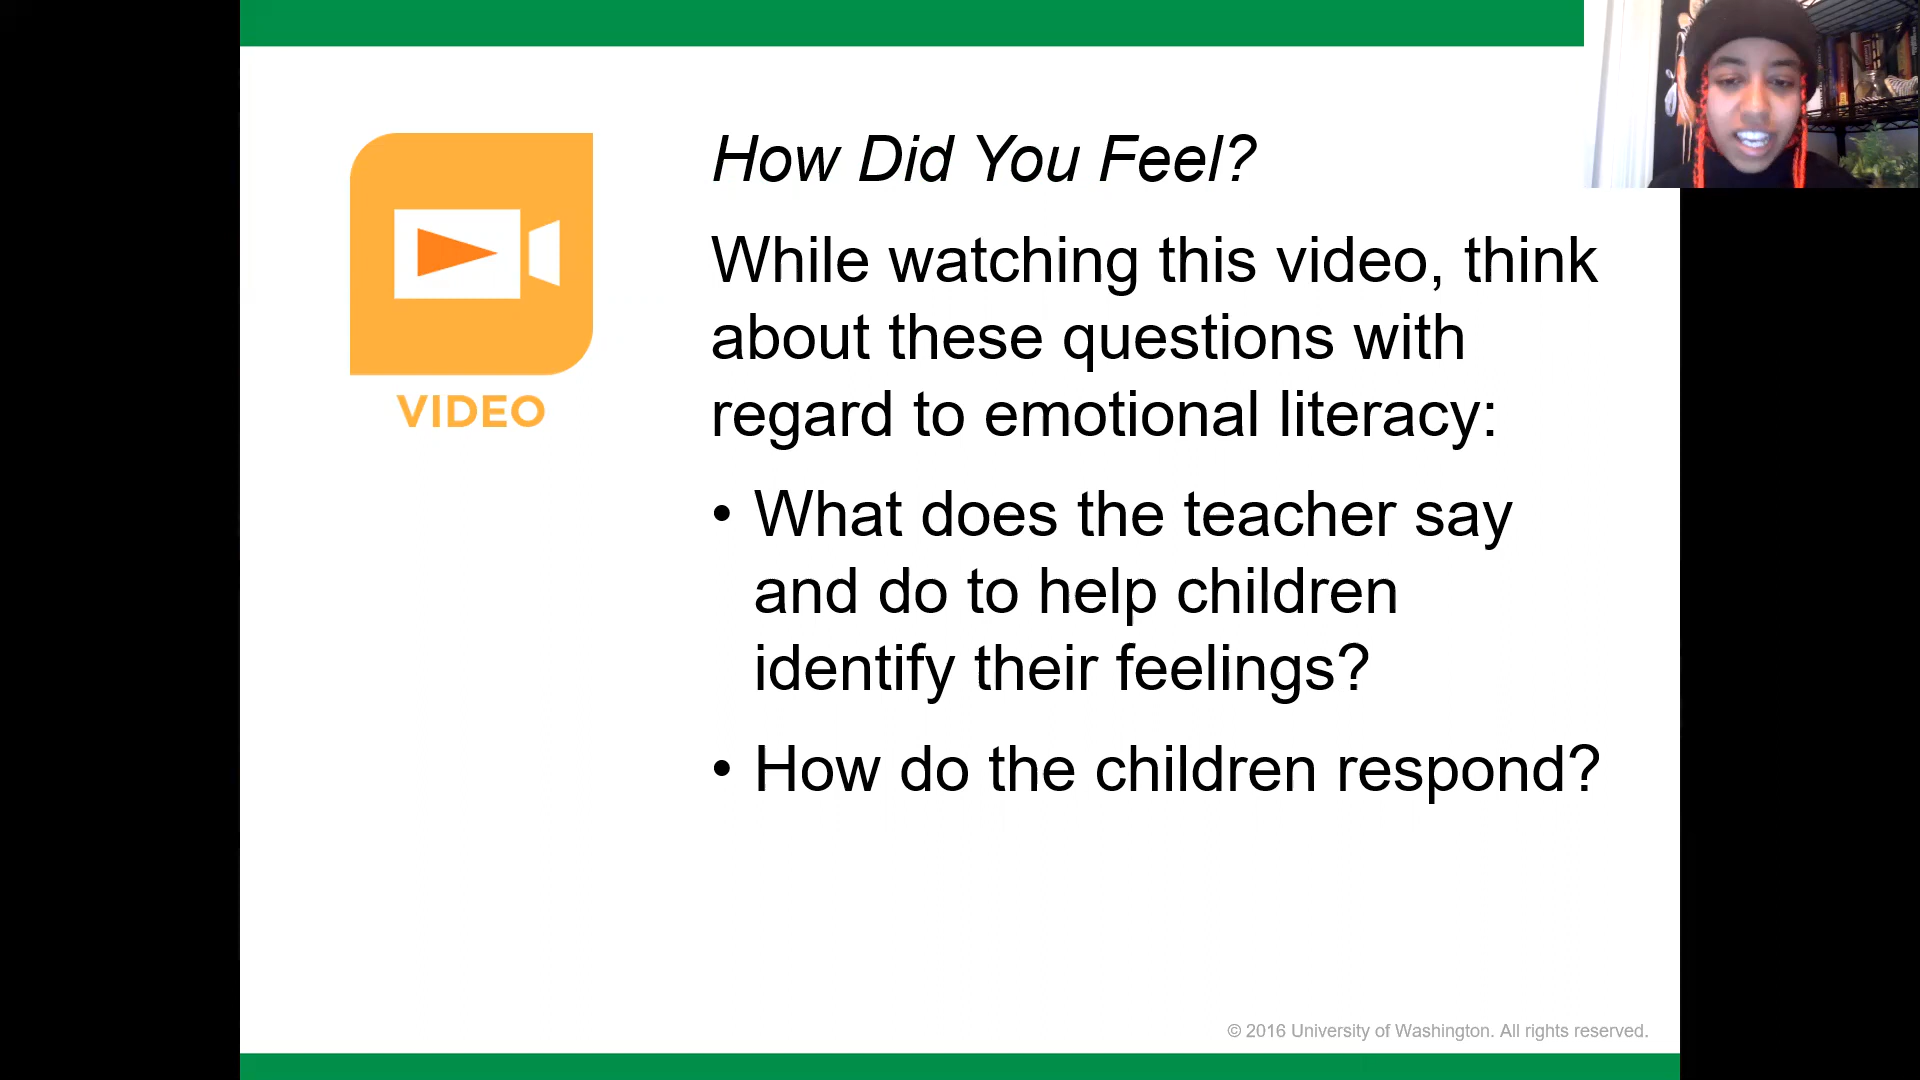 How Did You Feel?
While watching this video, think
about these questions with
regard to emotional literacy:
• What does the teacher say
and do to help children
identify their feelings?
• How do the children respond?
VIDEO
© 2016 University of Washington. All rights reserved.